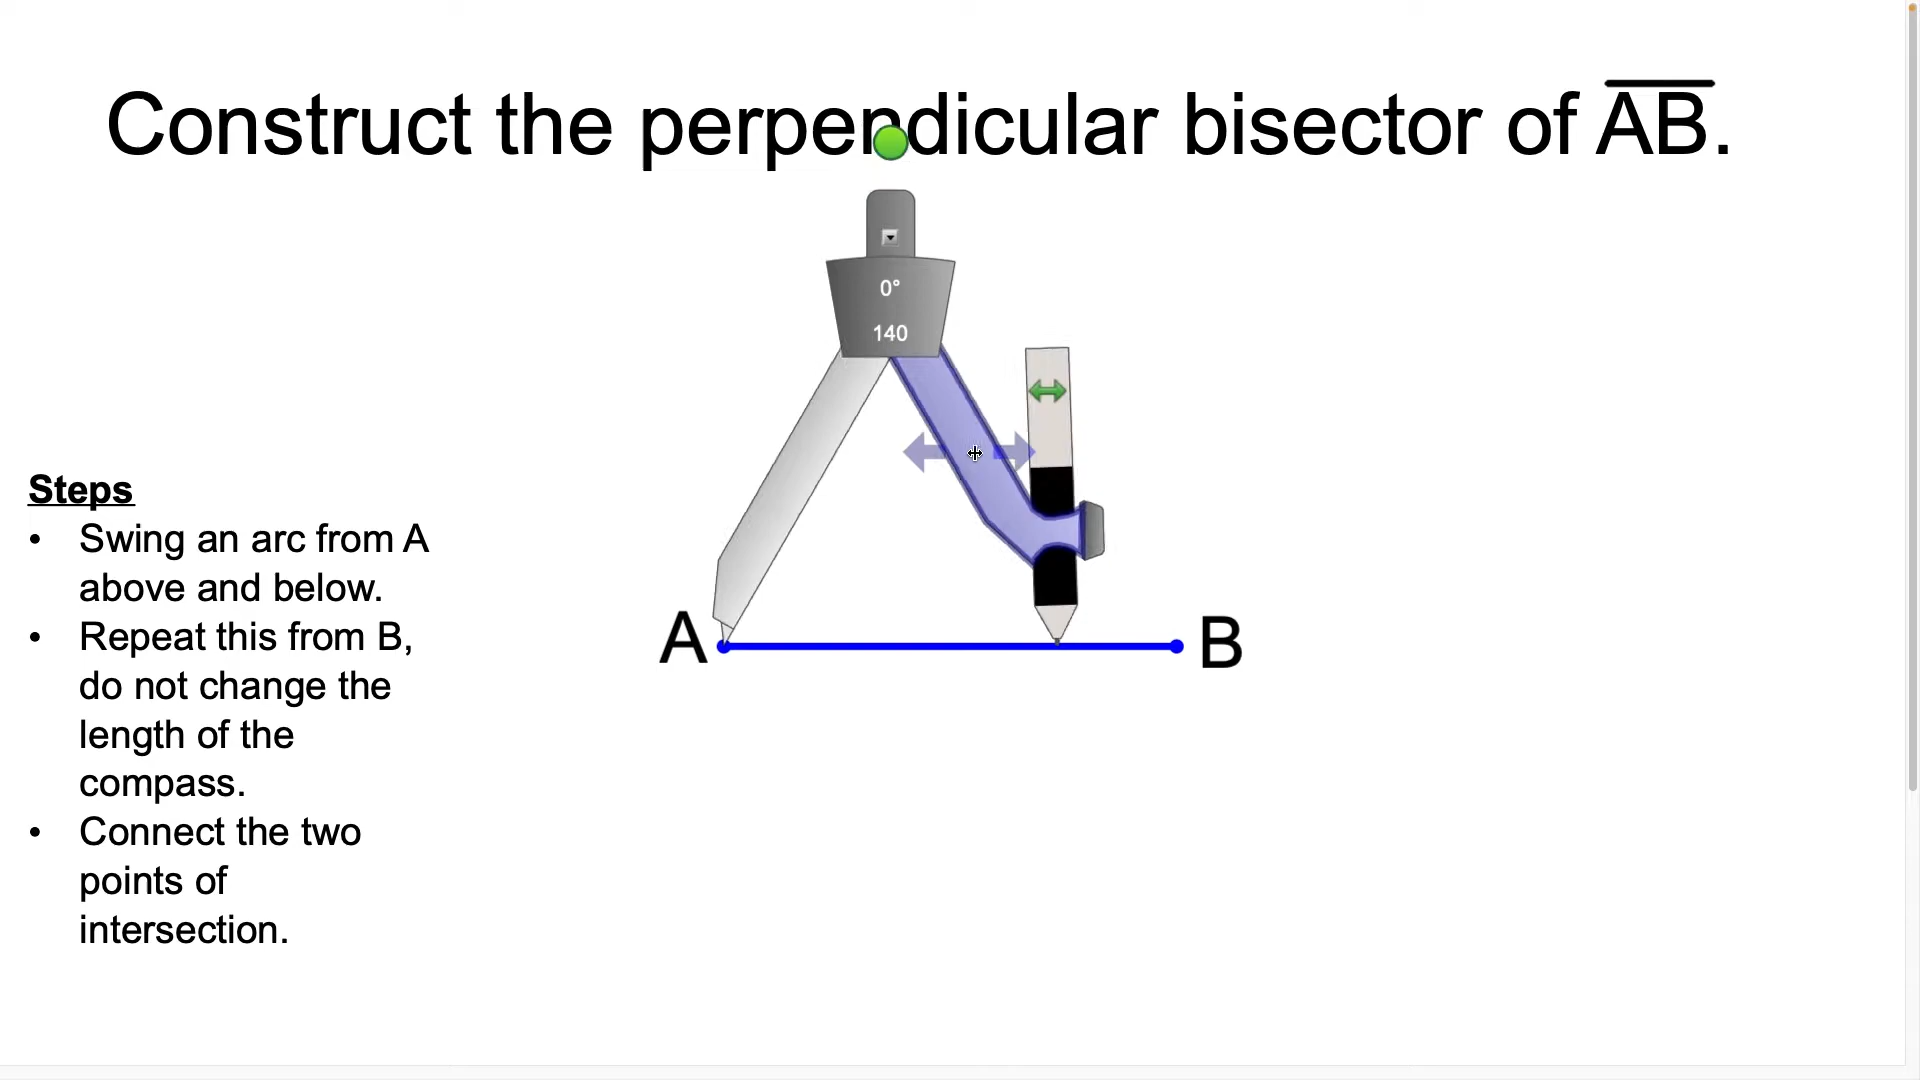 Construct the perpendicular bisector of A̅B̅.
0°
140
Steps
• Swing an arc from A
above and below.
• Repeat this from B,
do not change the
length of the
compass.
• Connect the two
points of
intersection.
A
B